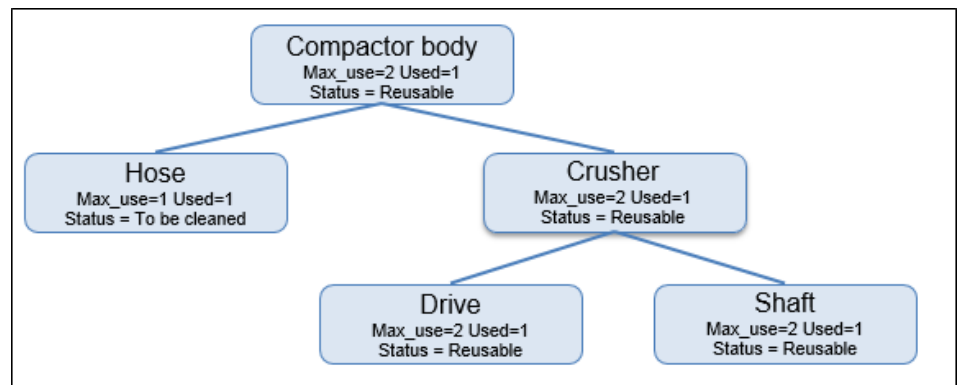 Compactor body
Max_use=2 Used=1
Status = Reusable
Hose
Max_use=1 Used=1
Status = To be cleaned
Crusher
Max_use=2 Used=1
Status = Reusable
Drive
Max_use=2 Used=1
Status = Reusable
Shaft
Max_use=2 Used=1
Status = Reusable